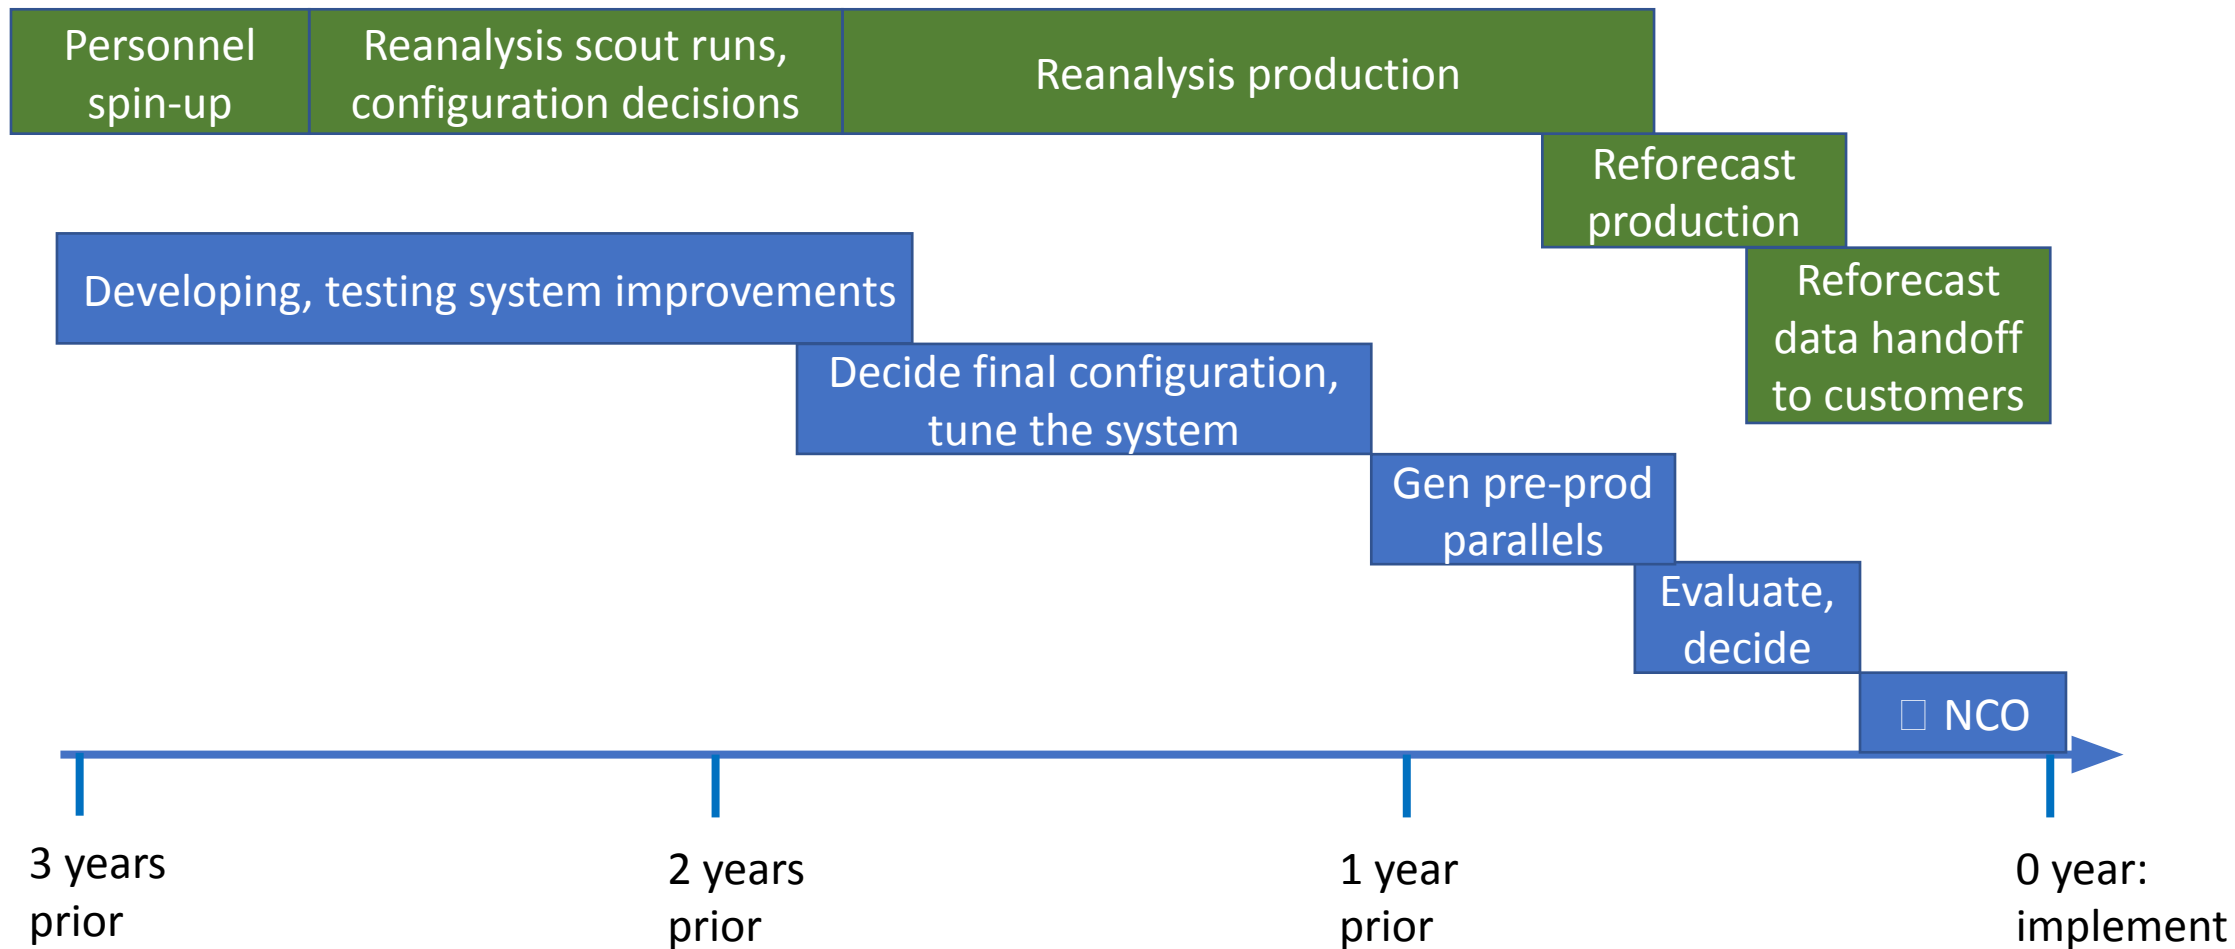 Personnel
spin-up
Reanalysis scout runs,
configuration decisions
Reanalysis production
Reforecast
production
Reforecast
data handoff
to customers
Developing, testing system improvements
Decide final configuration,
tune the system
Gen pre-prod
parallels
Evaluate,
decide
□ NCO
3 years
prior
2 years
prior
1 year
prior
0 year:
implement